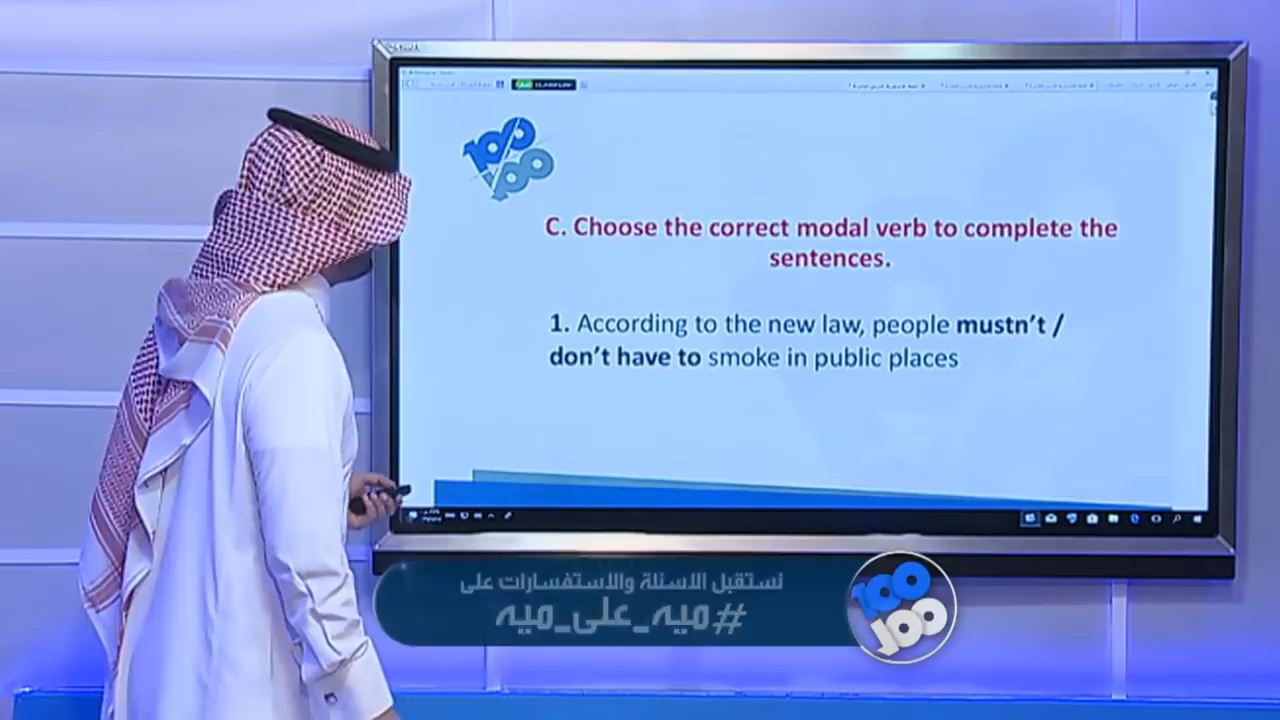 100
100
C. Choose the correct modal verb to complete the
sentences.
1. According to the new law, people mustn't /
don't have to smoke in public places
نستقبل الاسئلة والاستفسارات على
#ميه_على_ميه
100
100